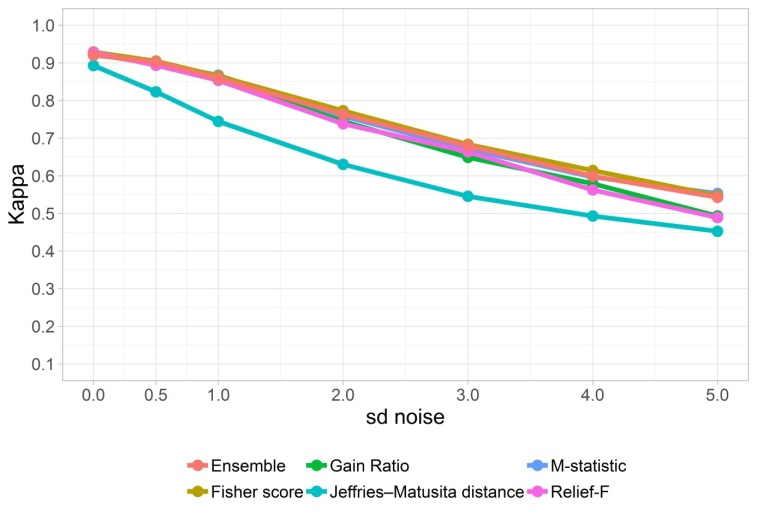 1.0
0.9
0.8
0.7
0.6
0.5
0.4
0.3
0.2
0.1
Kappa
0.0 0.5 1.0 2.0 3.0 4.0 5.0
sd noise
Ensemble Gain Ratio M-statistic
Fisher score Jeffries–Matusita distance Relief-F